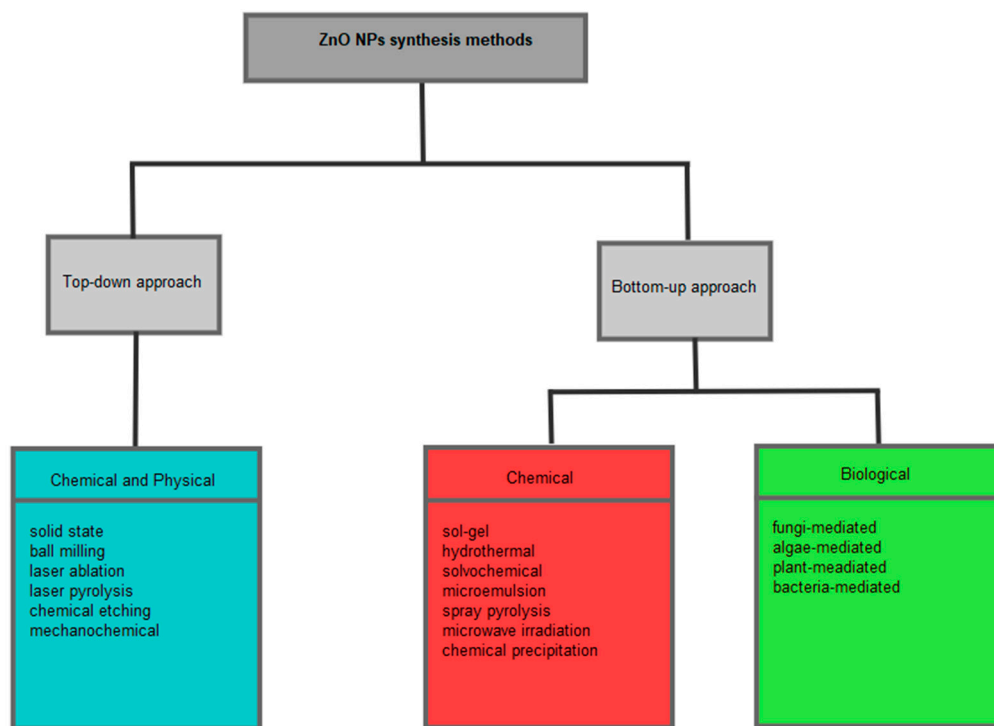 ZnO NPs synthesis methods
Top-down approach
Bottom-up approach
Chemical and Physical
solid state
ball milling
laser ablation
laser pyrolysis
chemical etching
mechanochemical
Chemical
sol-gel
hydrothermal
solvochemical
microemulsion
spray pyrolysis
microwave irradiation
chemical precipitation
Biological
fungi-mediated
algae-mediated
plant-meadiated
bacteria-mediated